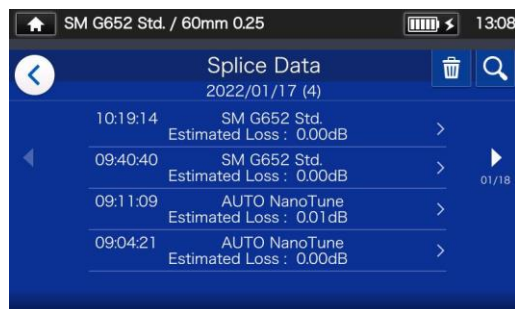 SM G652 Std. / 60mm 0.25 13:08
Splice Data
2022/01/17 (4)
10:19:14 SM G652 Std.
Estimated Loss : 0.00dB
09:40:40 SM G652 Std.
Estimated Loss : 0.00dB
01/18
09:11:09 AUTO NanoTune
Estimated Loss : 0.01dB
09:04:21 AUTO NanoTune
Estimated Loss : 0.00dB